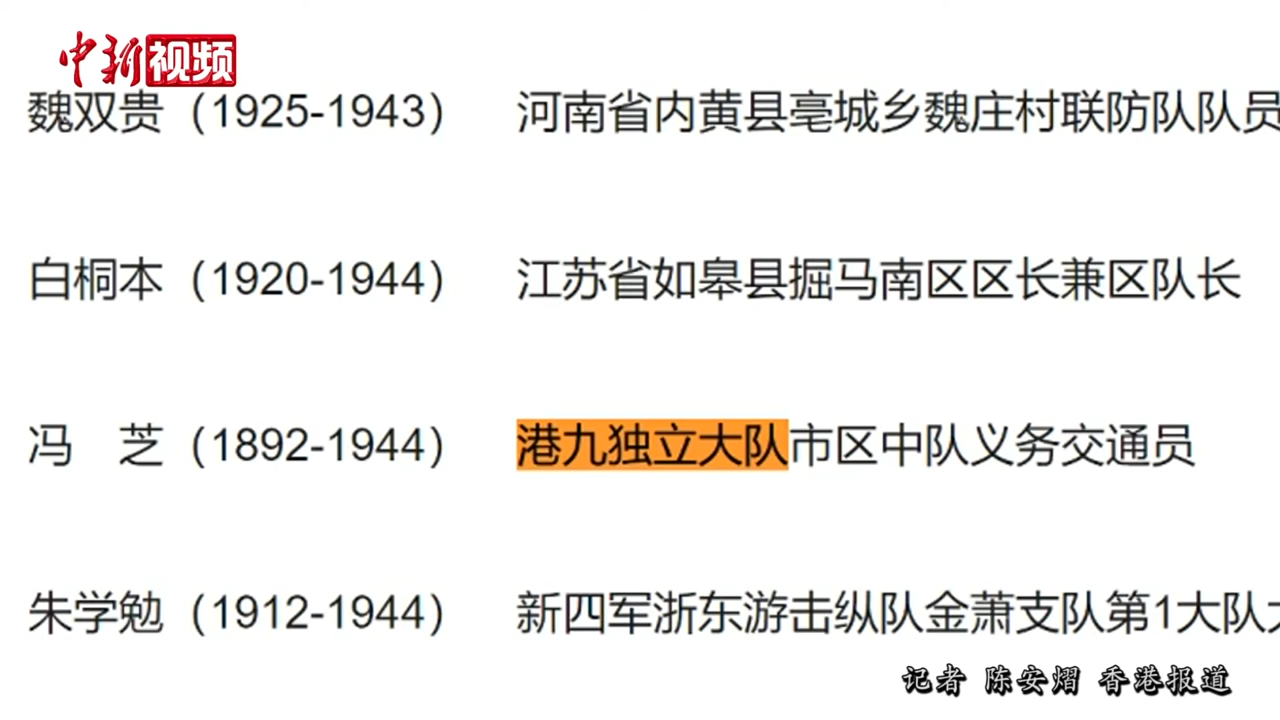 中新视频
魏双贵（1925-1943） 河南省内黄县亳城乡魏庄村联防队队员
白桐本（1920-1944） 江苏省如皋县掘马南区区长兼区队长
冯　芝（1892-1944） 港九独立大队市区中队义务交通员
朱学勉（1912-1944） 新四军浙东游击纵队金萧支队第1大队
记者 陈安熠 香港报道